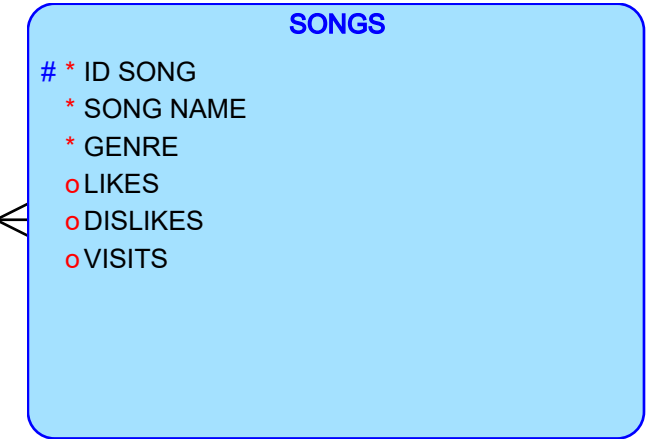 SONGS
# * ID SONG
* SONG NAME
* GENRE
o LIKES
o DISLIKES
o VISITS